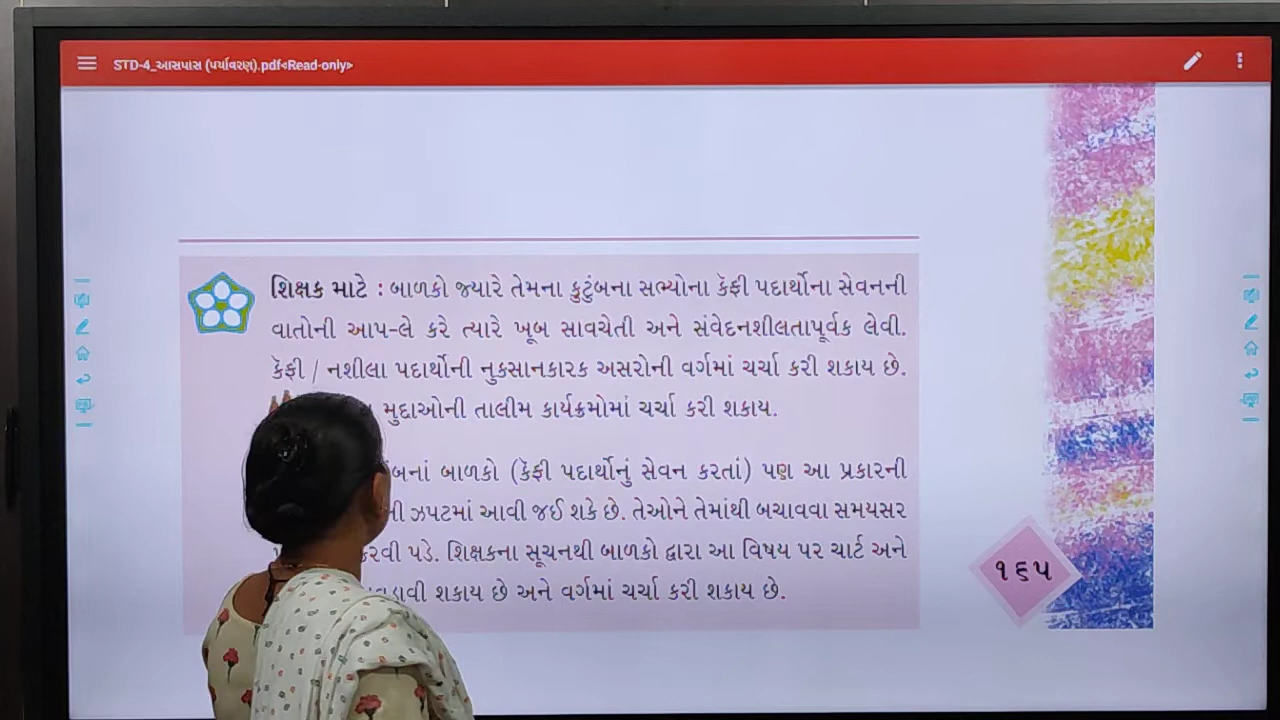 STD-4_આસપાસ (પર્યાવરણ).pdf<Read-only>
શિક્ષક માટે : બાળકો જ્યારે તેમના કુટુંબના સભ્યોના કેફી પદાર્થોના સેવનની
વાતોની આપ-લે કરે ત્યારે ખૂબ સાવચેતી અને સંવેદનશીલતાપૂર્વક લેવી.
કેફી / નશીલા પદાર્થોની નુકસાનકારક અસરોની વર્ગમાં ચર્ચા કરી શકાય છે.
મુદ્દાઓની તાલીમ કાર્યક્રમોમાં ચર્ચા કરી શકાય.
બાળકો (કેફી પદાર્થોનું સેવન કરતાં) પણ આ પ્રકારની
ઝપટમાં આવી જઈ શકે છે. તેઓને તેમાંથી બચાવવા સમયસર
કરવી પડે. શિક્ષકના સૂચનથી બાળકો દ્વારા આ વિષય પર ચાર્ટ અને
શકાય છે અને વર્ગમાં ચર્ચા કરી શકાય છે.
૧૬૫